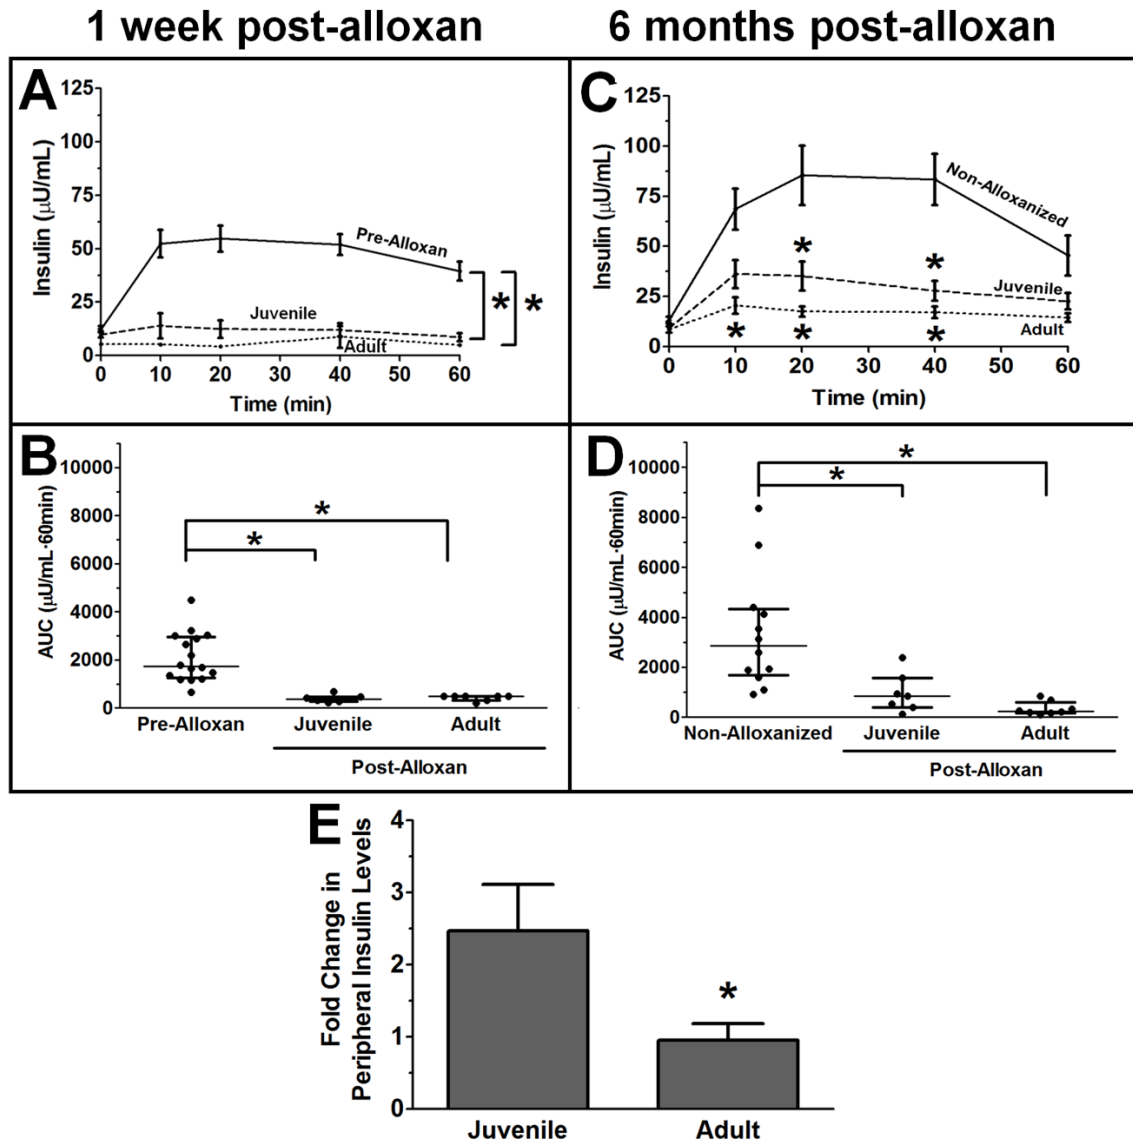 1 week post-alloxan
6 months post-alloxan
A
Insulin (µU/mL)
125
100
75
50
25
0
Pre-Alloxan
Juvenile
Adult
* *
0 10 20 40 60
Time (min)
C
Insulin (µU/mL)
125
100
75
50
25
0
Non-Alloxanized
* *
Juvenile
Adult
* * *
0 10 20 40 60
Time (min)
B
AUC (µU/mL·60min)
10000
8000
6000
4000
2000
0
*
*
Pre-Alloxan Juvenile Adult
Post-Alloxan
D
AUC (µU/mL·60min)
10000
8000
6000
4000
2000
0
*
*
Non-Alloxanized Juvenile Adult
Post-Alloxan
E
Fold Change in
Peripheral Insulin Levels
4
3
2
1
0
*
Juvenile Adult